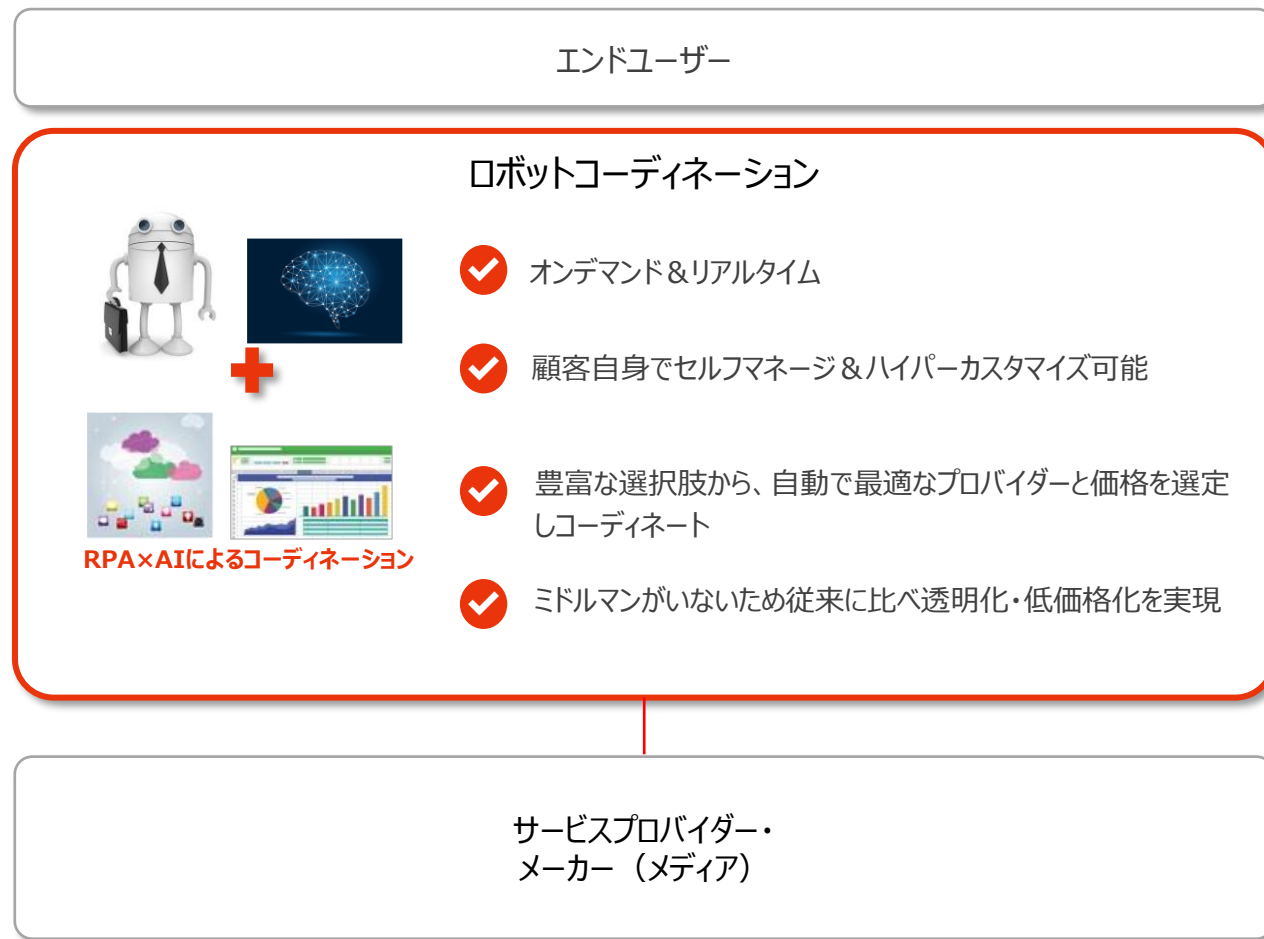 エンドユーザー
ロボットコーディネーション
オンデマンド＆リアルタイム
顧客自身でセルフマネージ＆ハイパーカスタマイズ可能
豊富な選択肢から、自動で最適なプロバイダーと価格を選定
しコーディネート
RPA×AIによるコーディネーション
ミドルマンがいないため従来に比べ透明化・低価格化を実現
サービスプロバイダー・
メーカー（メディア）